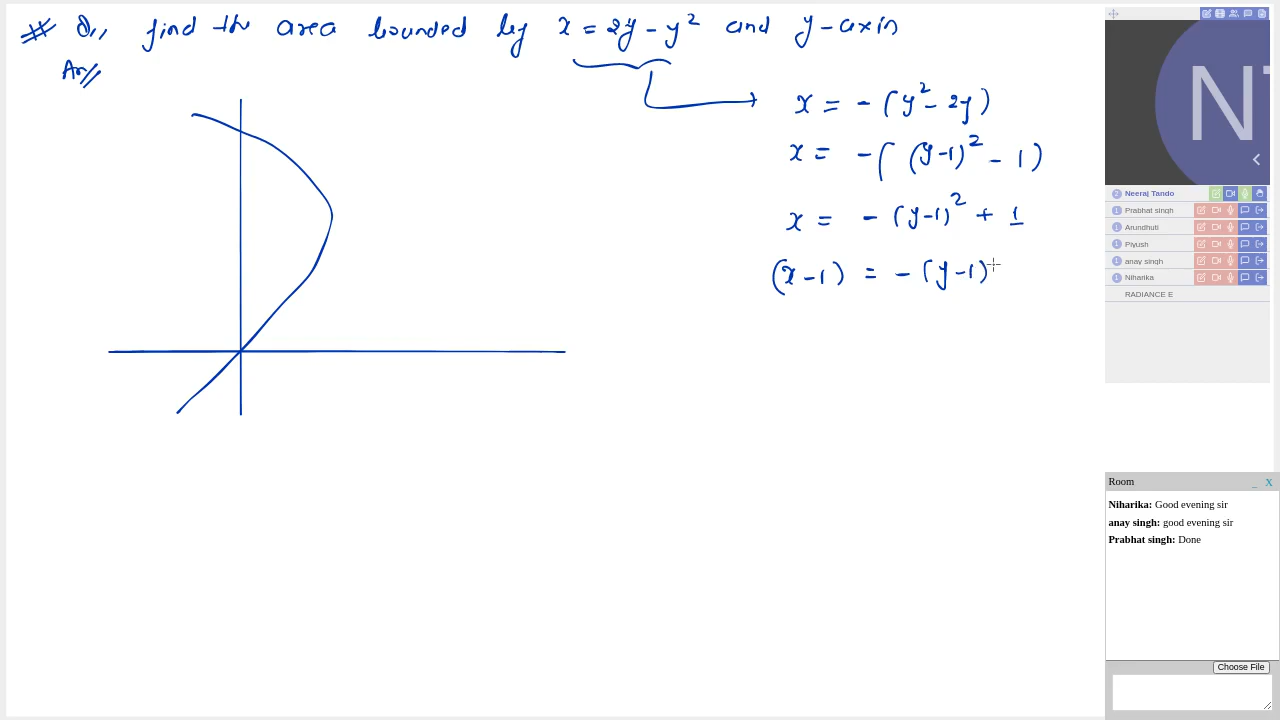 Q,, find the area bounded by x = 2y - y² and y-axis
Ans
x = - (y² - 2y)
x = - ( (y-1)² - 1 )
x = - (y-1)² + 1
(x-1) = - (y-1)
NT
Neeraj Tando
Prabhat singh
Arundhuti
Piyush
anay singh
Niharika
RADIANCE E
Room _ X
Niharika: Good evening sir
anay singh: good evening sir
Prabhat singh: Done
Choose File